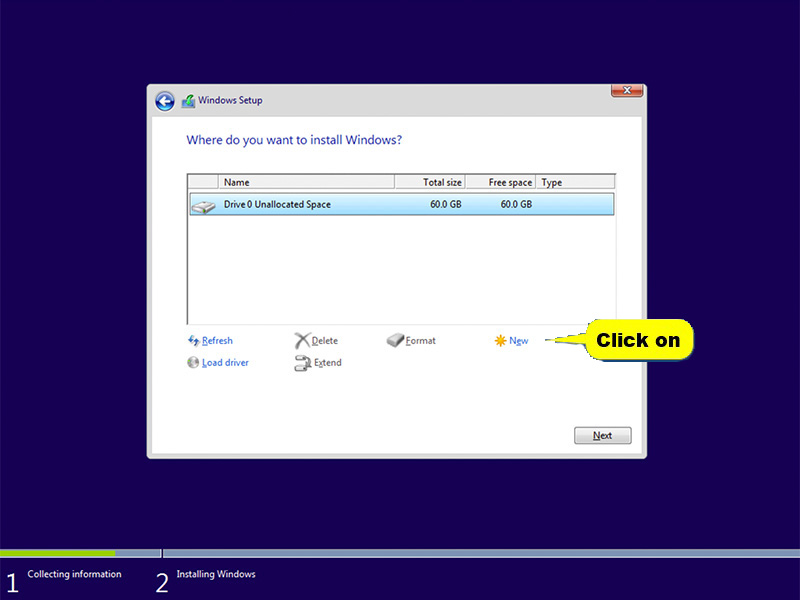 Windows Setup
Where do you want to install Windows?
Name Total size Free space Type
Drive 0 Unallocated Space 60.0 GB 60.0 GB
Refresh Delete Format New
Click on
Load driver Extend
Next
1 Collecting information 2 Installing Windows